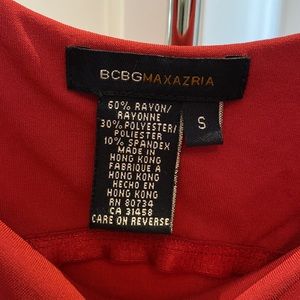 BCBGMAXAZRIA
S
60% RAYON/
RAYONNE
30% POLYESTER/
POLIESTER
10% SPANDEX
MADE IN
HONG KONG
FABRIQUE A
HONG KONG
HECHO EN
HONG KONG
RN 80734
CA 31458
CARE ON REVERSE